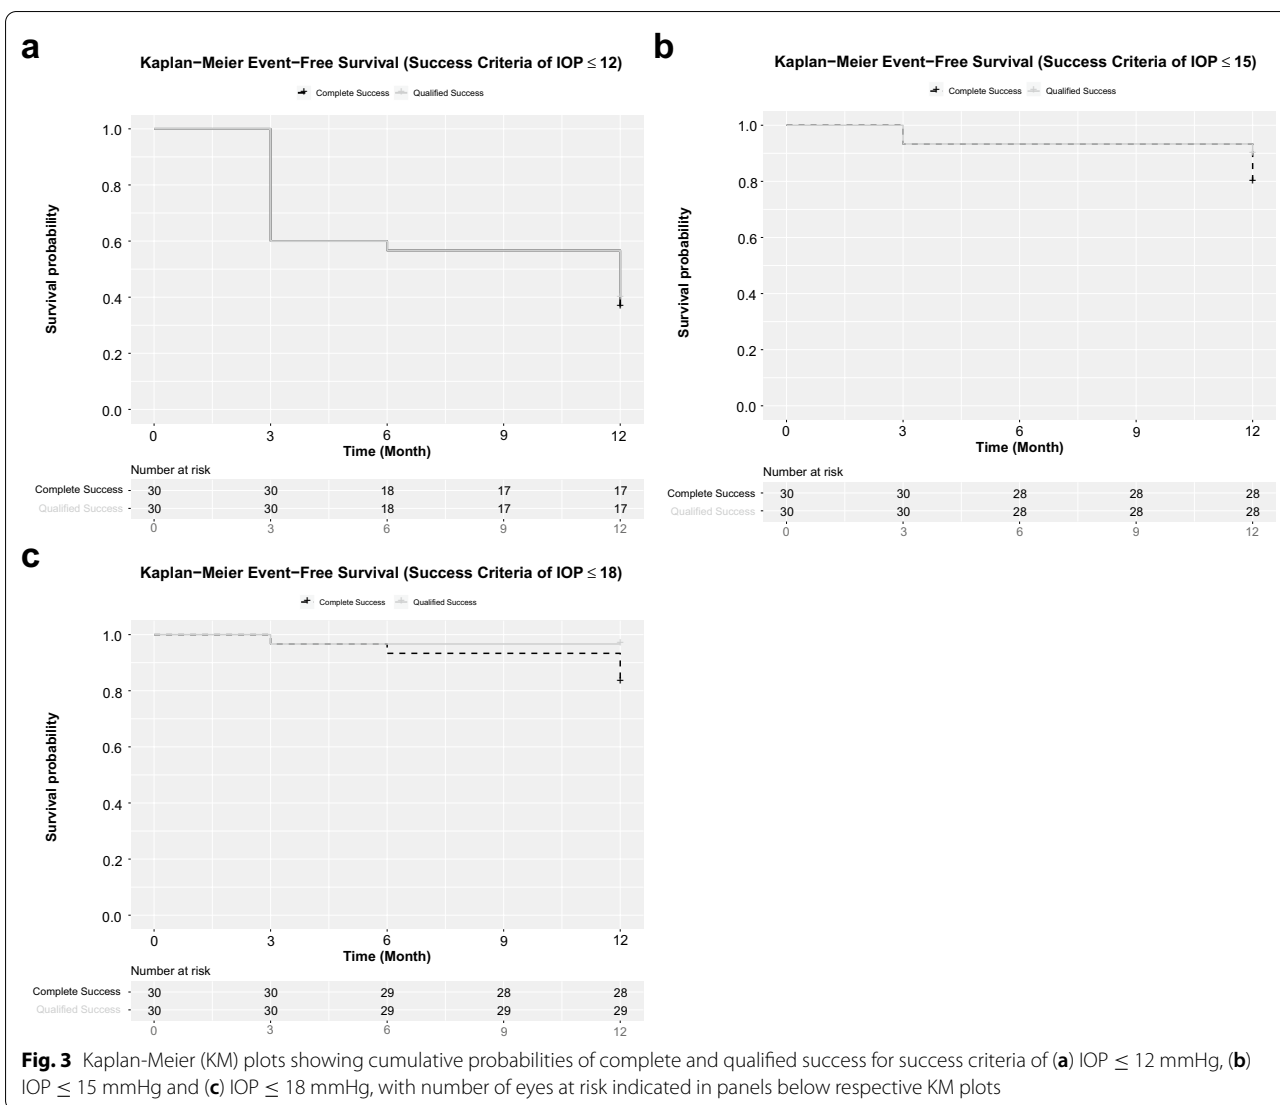 a
Kaplan−Meier Event−Free Survival (Success Criteria of IOP ≤ 12)
Complete Success Qualified Success
Survival probability
1.0
0.8
0.6
0.4
0.2
0.0
0 3 6 9 12
Time (Month)
Number at risk
Complete Success 30 30 18 17 17
Qualified Success 30 30 18 17 17
0 3 6 9 12
b
Kaplan−Meier Event−Free Survival (Success Criteria of IOP ≤ 15)
Complete Success Qualified Success
Survival probability
1.0
0.8
0.6
0.4
0.2
0.0
0 3 6 9 12
Time (Month)
Number at risk
Complete Success 30 30 28 28 28
Qualified Success 30 30 28 28 28
0 3 6 9 12
c
Kaplan−Meier Event−Free Survival (Success Criteria of IOP ≤ 18)
Complete Success Qualified Success
Survival probability
1.0
0.8
0.6
0.4
0.2
0.0
0 3 6 9 12
Time (Month)
Number at risk
Complete Success 30 30 29 28 28
Qualified Success 30 30 29 29 29
0 3 6 9 12
Fig. 3 Kaplan-Meier (KM) plots showing cumulative probabilities of complete and qualified success for success criteria of (a) IOP ≤ 12 mmHg, (b)
IOP ≤ 15 mmHg and (c) IOP ≤ 18 mmHg, with number of eyes at risk indicated in panels below respective KM plots